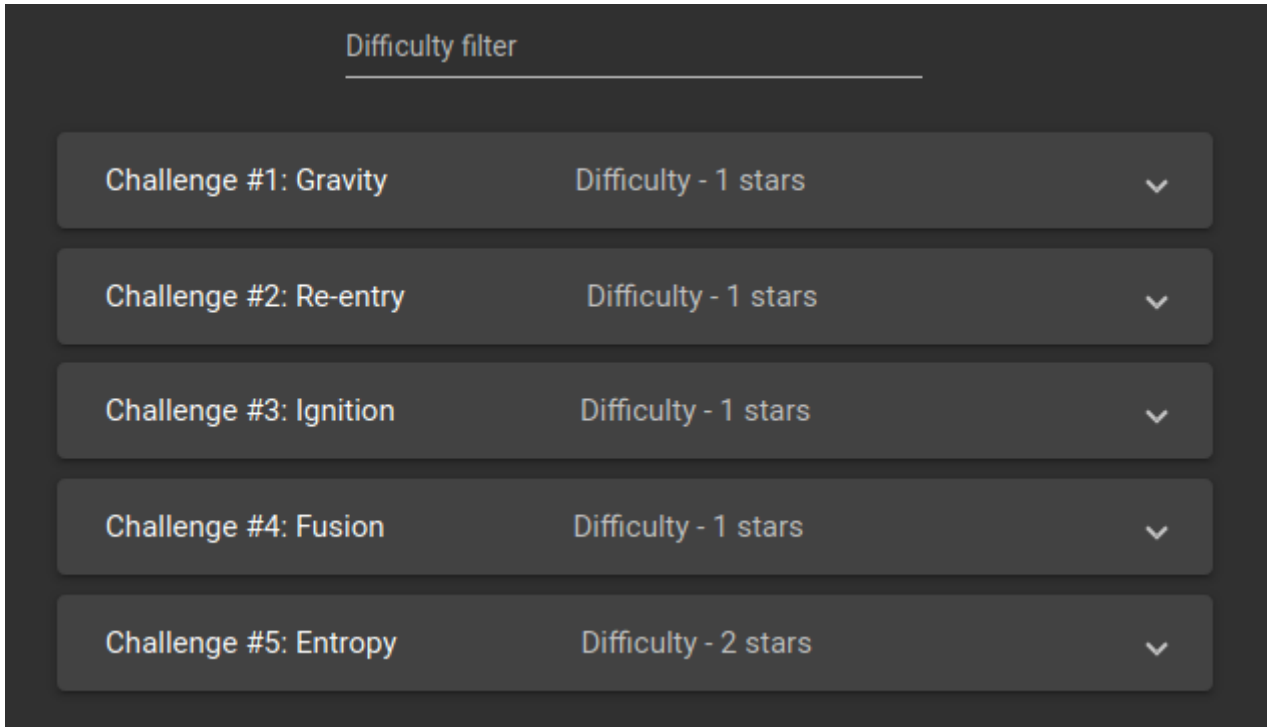 Difficulty filter
Challenge #1: Gravity Difficulty - 1 stars
Challenge #2: Re-entry Difficulty - 1 stars
Challenge #3: Ignition Difficulty - 1 stars
Challenge #4: Fusion Difficulty - 1 stars
Challenge #5: Entropy Difficulty - 2 stars